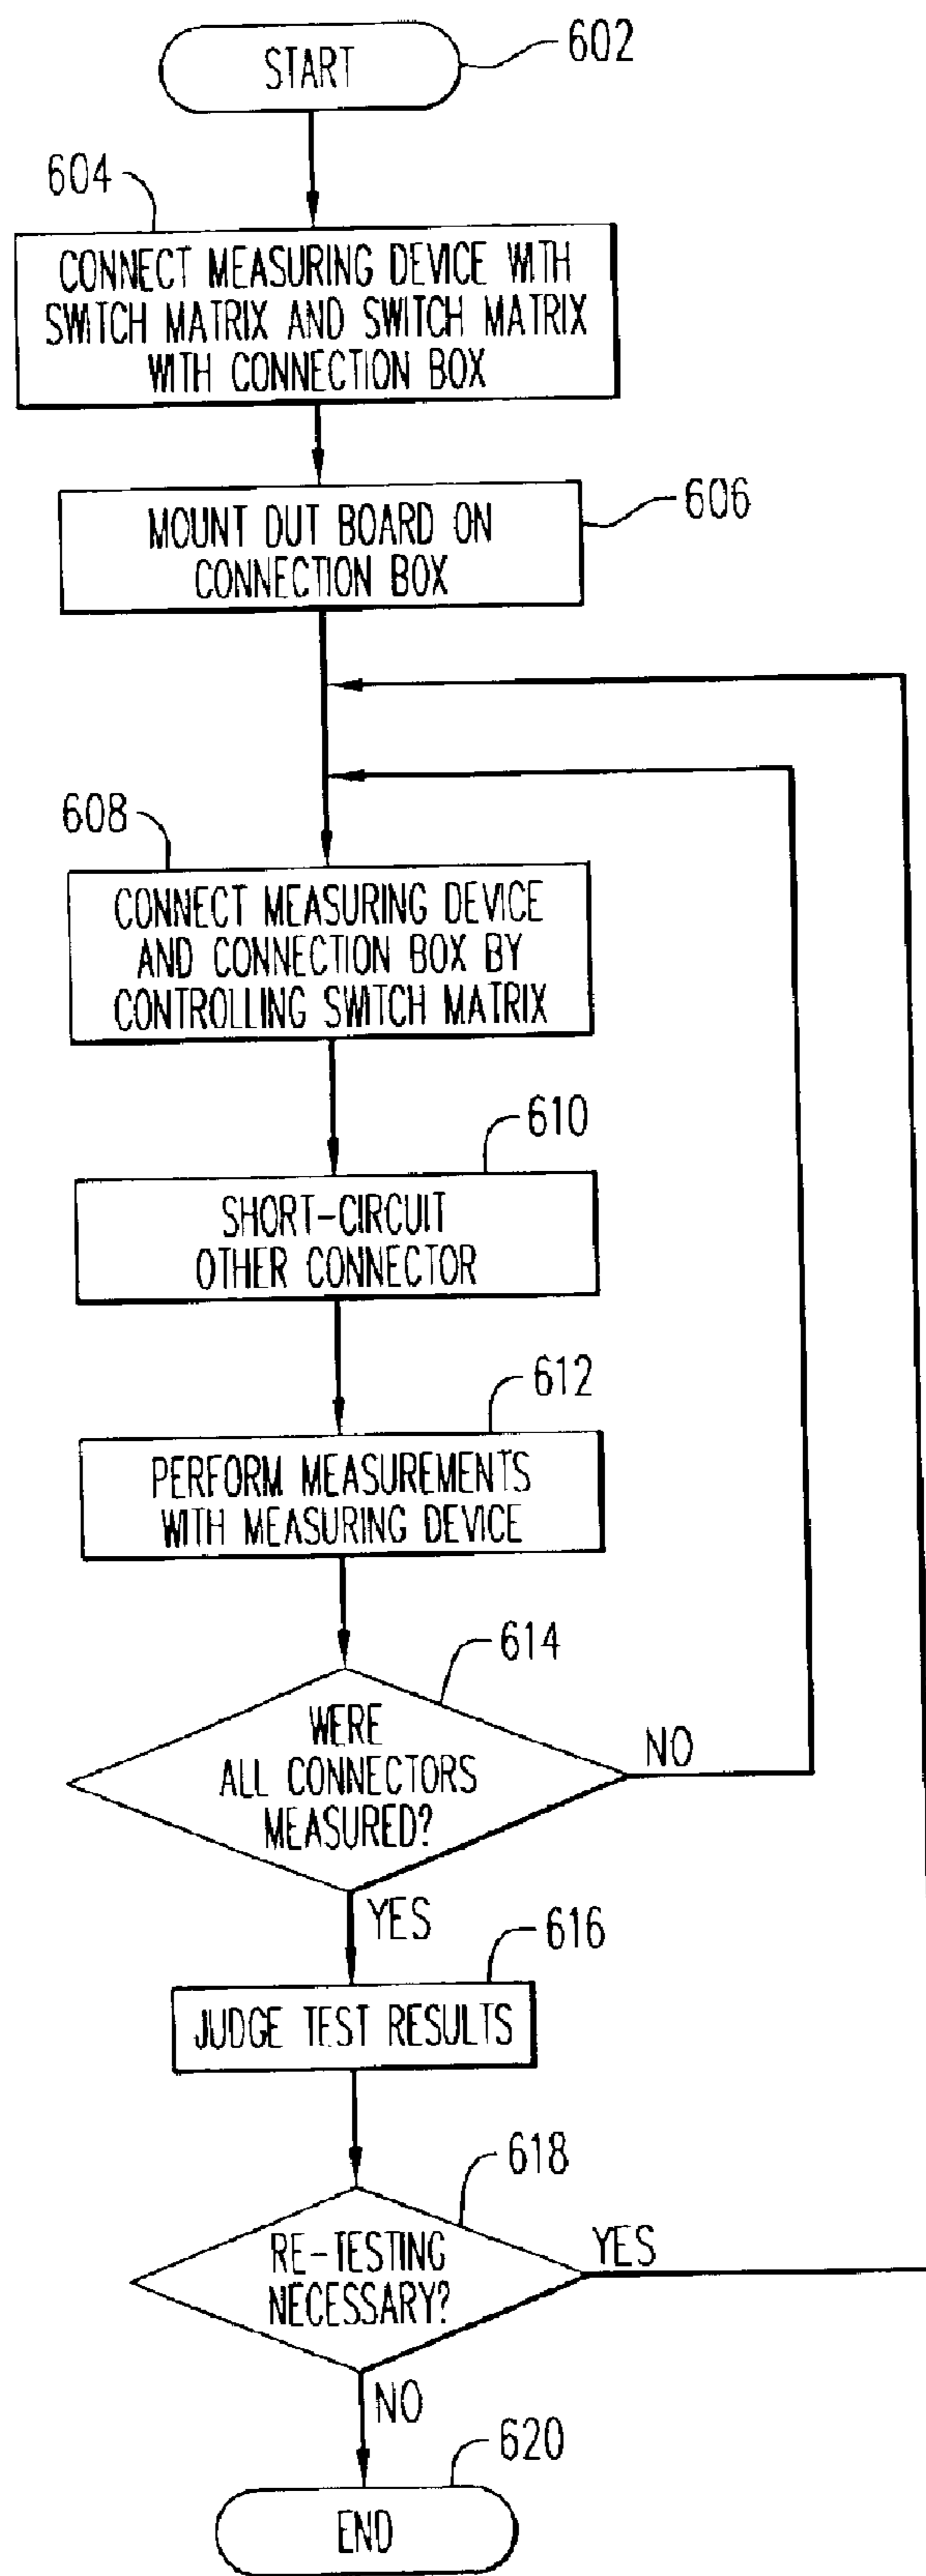 START
602
604
CONNECT MEASURING DEVICE WITH
SWITCH MATRIX AND SWITCH MATRIX
WITH CONNECTION BOX
606
MOUNT DUT BOARD ON
CONNECTION BOX
608
CONNECT MEASURING DEVICE
AND CONNECTION BOX BY
CONTROLLING SWITCH MATRIX
610
SHORT-CIRCUIT
OTHER CONNECTOR
612
PERFORM MEASUREMENTS
WITH MEASURING DEVICE
614
WERE
ALL CONNECTORS
MEASURED?
NO
YES
616
JUDGE TEST RESULTS
618
RE-TESTING
NECESSARY?
YES
NO
620
END